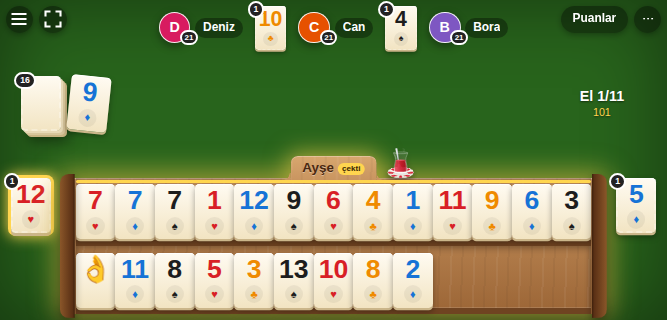 D Deniz 21
1 10
C Can 21
1 4
B Bora 21
Puanlar
16
9
El 1/11
101
Ayşe çekti
1 12
1 5
7 7 7 1 12 9 6 4 1 11 9 6 3
11 8 5 3 13 10 8 2